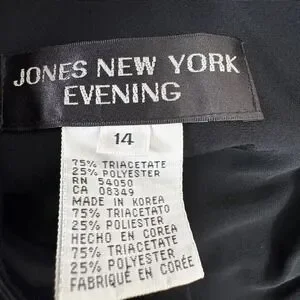 JONES NEW YORK
EVENING
14
75% TRIACETATE
25% POLYESTER
RN 54050
CA 08349
MADE IN KOREA
75% TRIACETATO
25% POLIESTER
HECHO EN COREA
75% TRIACETATE
25% POLYESTER
FABRIQUÉ EN CORÉE